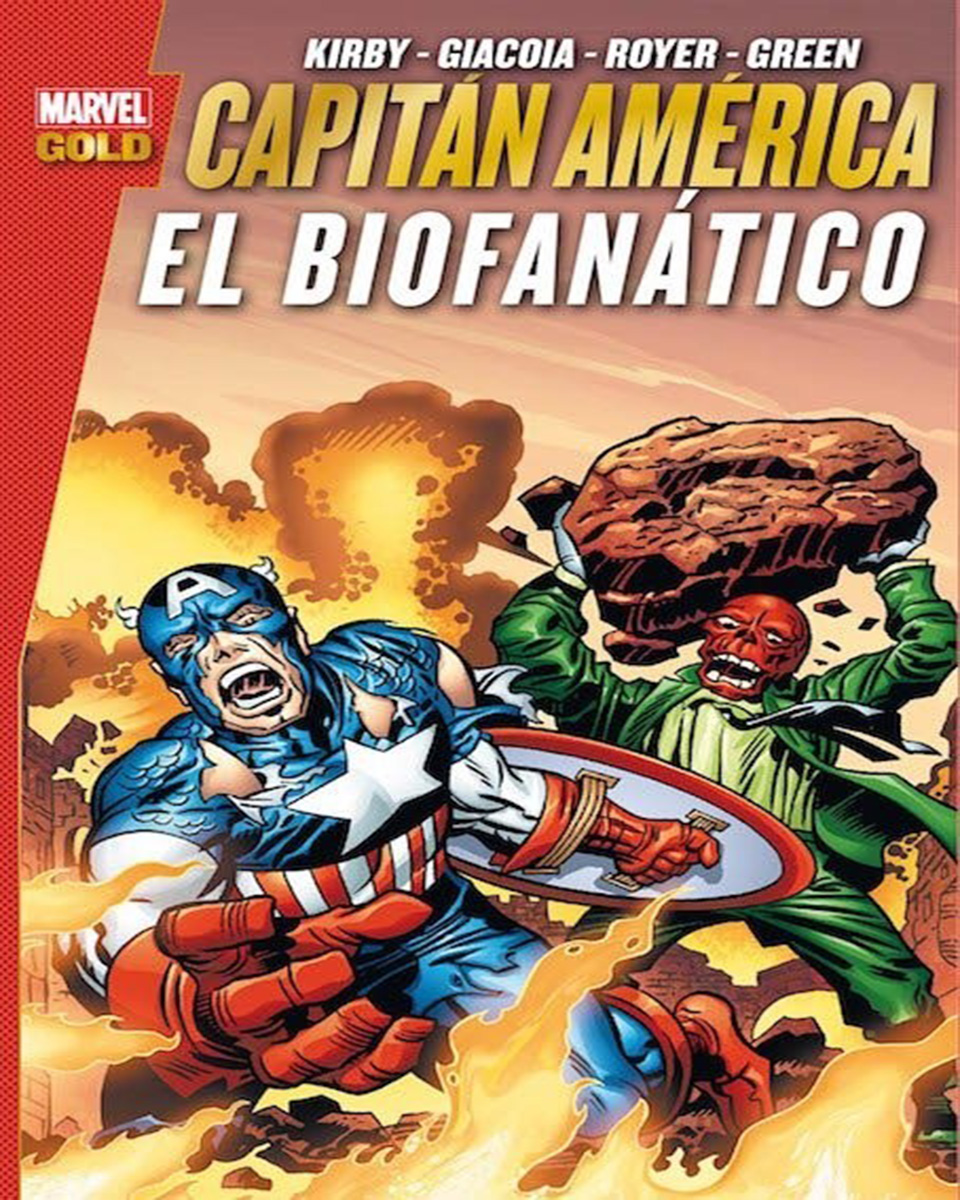 KIRBY - GIACOIA - ROYER - GREEN
MARVEL
GOLD
CAPITÁN AMÉRICA
EL BIOFANÁTICO
A